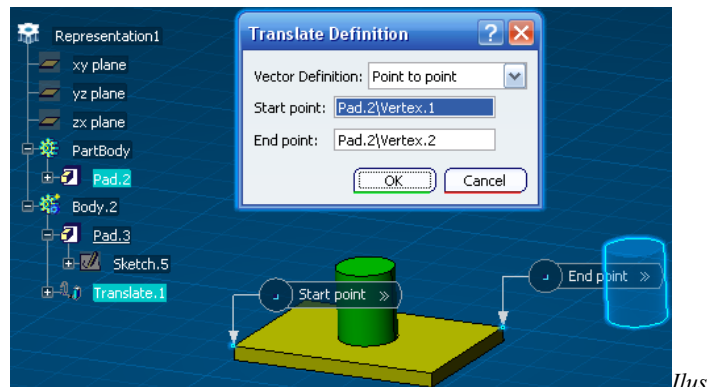 Representation1
xy plane
yz plane
zx plane
PartBody
Pad.2
Body.2
Pad.3
Sketch.5
Translate.1
Translate Definition
Vector Definition: Point to point
Start point: Pad.2\Vertex.1
End point: Pad.2\Vertex.2
OK Cancel
Start point »
End point »
Ilus